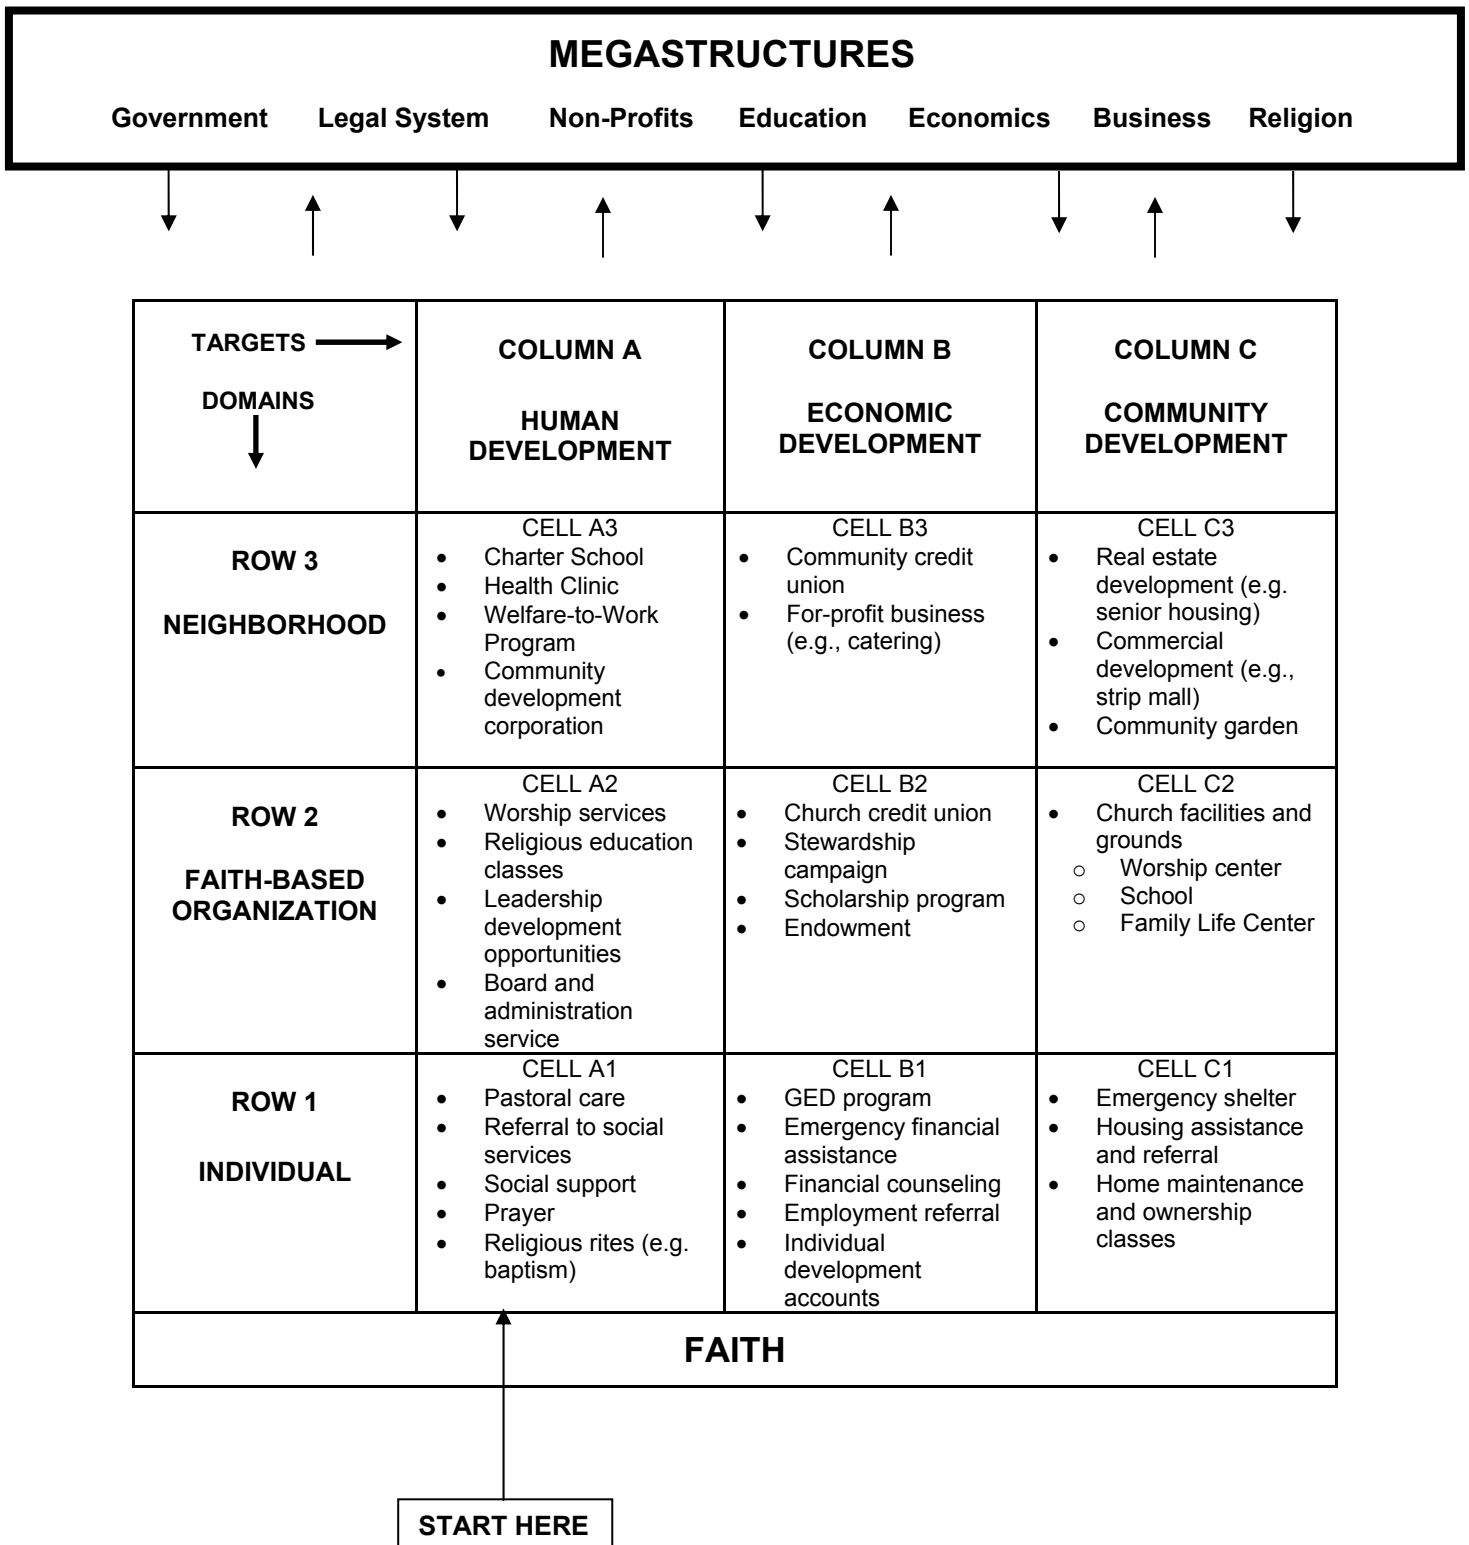 MEGASTRUCTURES
Government Legal System Non-Profits Education Economics Business Religion
TARGETS
DOMAINS
COLUMN A
HUMAN
DEVELOPMENT
COLUMN B
ECONOMIC
DEVELOPMENT
COLUMN C
COMMUNITY
DEVELOPMENT
ROW 3
NEIGHBORHOOD
CELL A3
• Charter School
• Health Clinic
• Welfare-to-Work
Program
• Community
development
corporation
CELL B3
• Community credit
union
• For-profit business
(e.g., catering)
CELL C3
• Real estate
development (e.g.
senior housing)
• Commercial
development (e.g.,
strip mall)
• Community garden
ROW 2
FAITH-BASED
ORGANIZATION
CELL A2
• Worship services
• Religious education
classes
• Leadership
development
opportunities
• Board and
administration
service
CELL B2
• Church credit union
• Stewardship
campaign
• Scholarship program
• Endowment
CELL C2
• Church facilities and
grounds
o Worship center
o School
o Family Life Center
ROW 1
INDIVIDUAL
CELL A1
• Pastoral care
• Referral to social
services
• Social support
• Prayer
• Religious rites (e.g.
baptism)
CELL B1
• GED program
• Emergency financial
assistance
• Financial counseling
• Employment referral
• Individual
development
accounts
CELL C1
• Emergency shelter
• Housing assistance
and referral
• Home maintenance
and ownership
classes
FAITH
START HERE